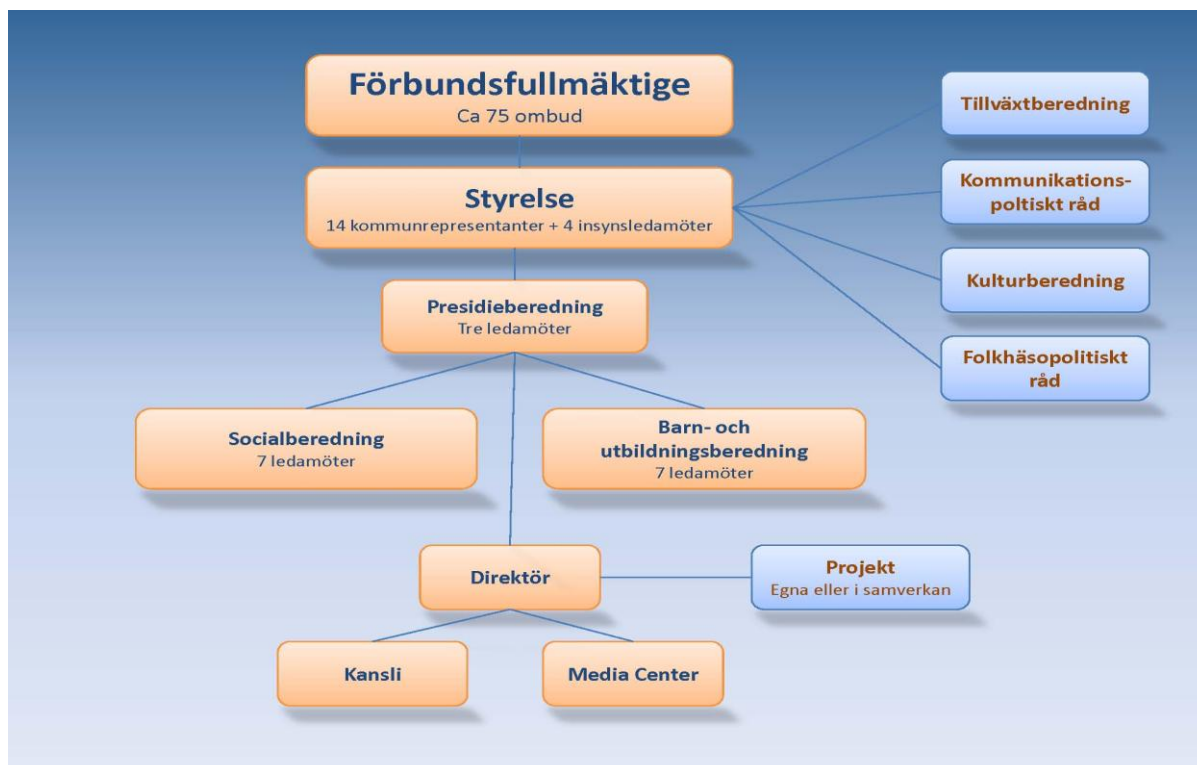 Förbundsfullmäktige
Ca 75 ombud
Styrelse
14 kommunrepresentanter + 4 insynsledamöter
Presidieberedning
Tre ledamöter
Socialberedning
7 ledamöter
Barn- och
utbildningsberedning
7 ledamöter
Direktör
Kansli
Media Center
Tillväxtberedning
Kommunikations-
poltiskt råd
Kulturberedning
Folkhäsopolitiskt
råd
Projekt
Egna eller i samverkan